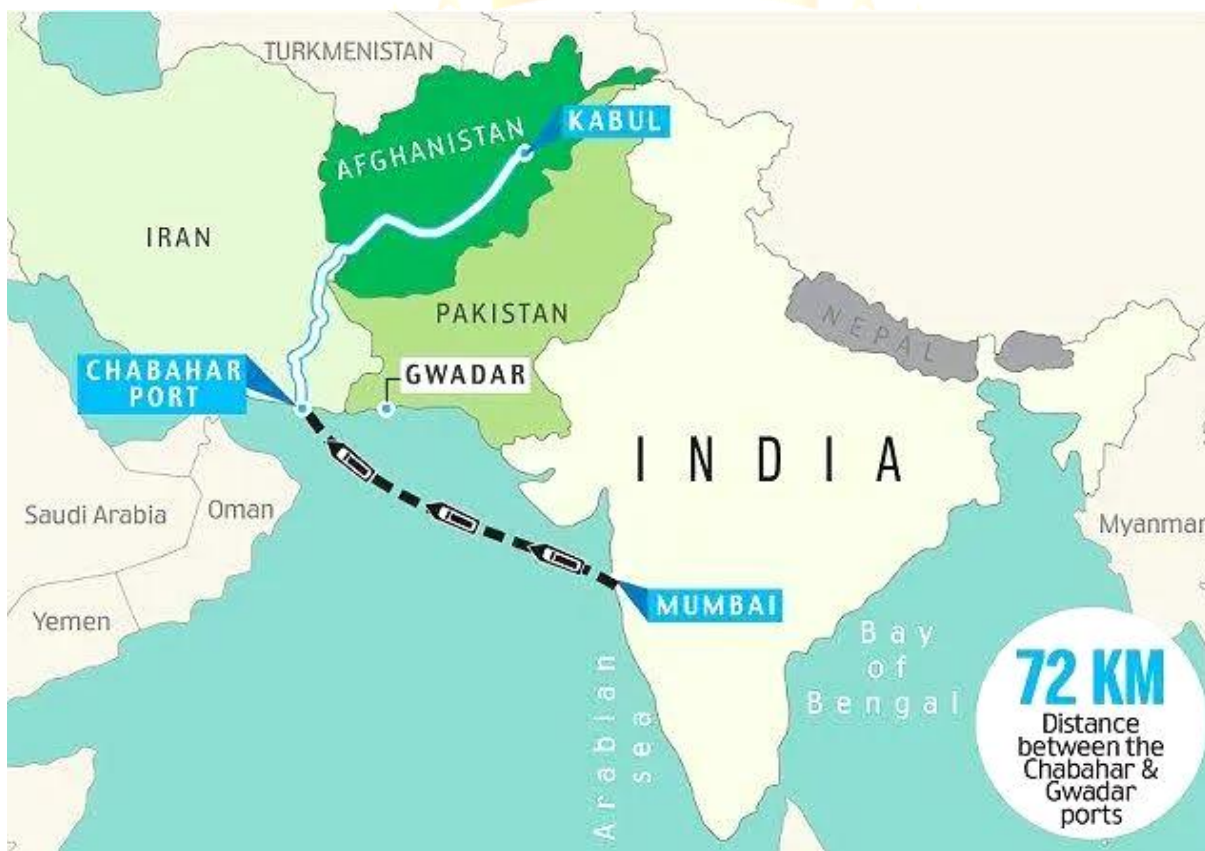 TURKMENISTAN
KABUL
AFGHANISTAN
IRAN
PAKISTAN
NEPAL
CHABAHAR
PORT
GWADAR
INDIA
Saudi Arabia
Oman
Myanmar
Yemen
MUMBAI
Bay
of
Bengal
Arabian
sea
72 KM
Distance
between the
Chabahar &
Gwadar
ports